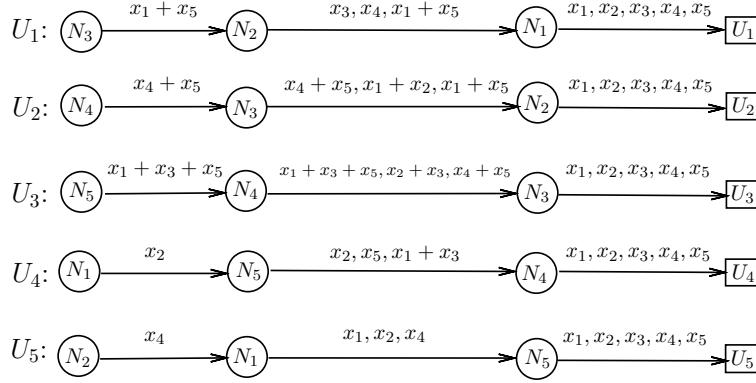 U₁: N₃ x₁ + x₅ N₂ x₃, x₄, x₁ + x₅ N₁ x₁, x₂, x₃, x₄, x₅ U₁
U₂: N₄ x₄ + x₅ N₃ x₄ + x₅, x₁ + x₂, x₁ + x₅ N₂ x₁, x₂, x₃, x₄, x₅ U₂
U₃: N₅ x₁ + x₃ + x₅ N₄ x₁ + x₃ + x₅, x₂ + x₃, x₄ + x₅ N₃ x₁, x₂, x₃, x₄, x₅ U₃
U₄: N₁ x₂ N₅ x₂, x₅, x₁ + x₃ N₄ x₁, x₂, x₃, x₄, x₅ U₄
U₅: N₂ x₄ N₁ x₁, x₂, x₄ N₅ x₁, x₂, x₃, x₄, x₅ U₅